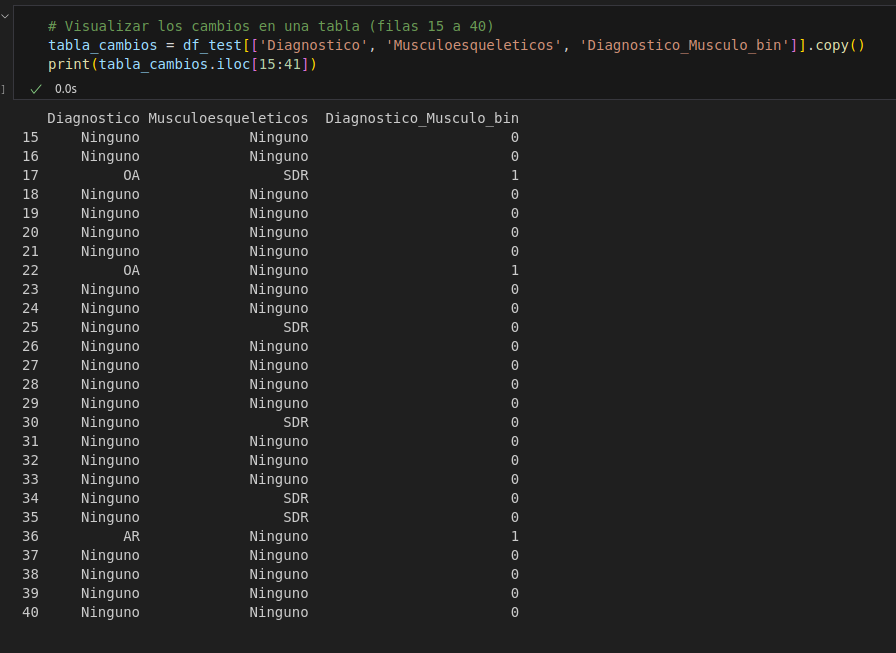 # Visualizar los cambios en una tabla (filas 15 a 40)
tabla_cambios = df_test[['Diagnostico', 'Musculoesqueleticos', 'Diagnostico_Musculo_bin']].copy()
print(tabla_cambios.iloc[15:41])
] ✓ 0.0s
Diagnostico Musculoesqueleticos Diagnostico_Musculo_bin
15 Ninguno Ninguno 0
16 Ninguno Ninguno 0
17 OA SDR 1
18 Ninguno Ninguno 0
19 Ninguno Ninguno 0
20 Ninguno Ninguno 0
21 Ninguno Ninguno 0
22 OA Ninguno 1
23 Ninguno Ninguno 0
24 Ninguno Ninguno 0
25 Ninguno SDR 0
26 Ninguno Ninguno 0
27 Ninguno Ninguno 0
28 Ninguno Ninguno 0
29 Ninguno Ninguno 0
30 Ninguno SDR 0
31 Ninguno Ninguno 0
32 Ninguno Ninguno 0
33 Ninguno Ninguno 0
34 Ninguno SDR 0
35 Ninguno SDR 0
36 AR Ninguno 1
37 Ninguno Ninguno 0
38 Ninguno Ninguno 0
39 Ninguno Ninguno 0
40 Ninguno Ninguno 0